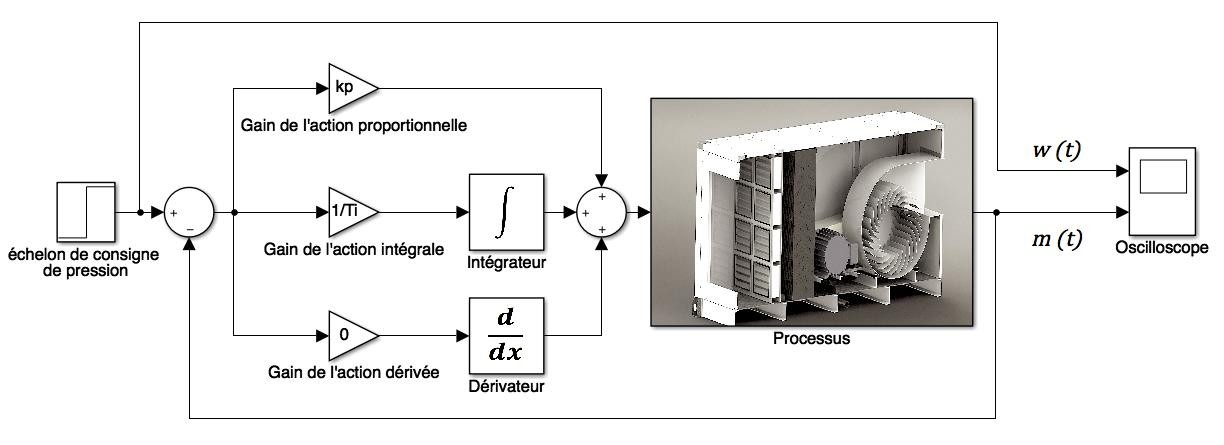 kp
Gain de l'action proportionnelle
w (t)
échelon de consigne
de pression
+
−
1/Ti
Gain de l'action intégrale
∫
Intégrateur
+
+
+
m (t)
Oscilloscope
0
Gain de l'action dérivée
d
dx
Dérivateur
Processus